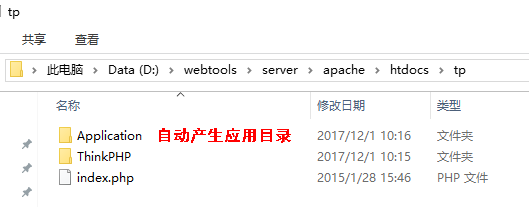 tp
共享 查看
此电脑 > Data (D:) > webtools > server > apache > htdocs > tp
名称 修改日期 类型
Application 自动产生应用目录 2017/12/1 10:16 文件夹
ThinkPHP 2017/12/1 10:15 文件夹
index.php 2015/1/28 15:46 PHP 文件